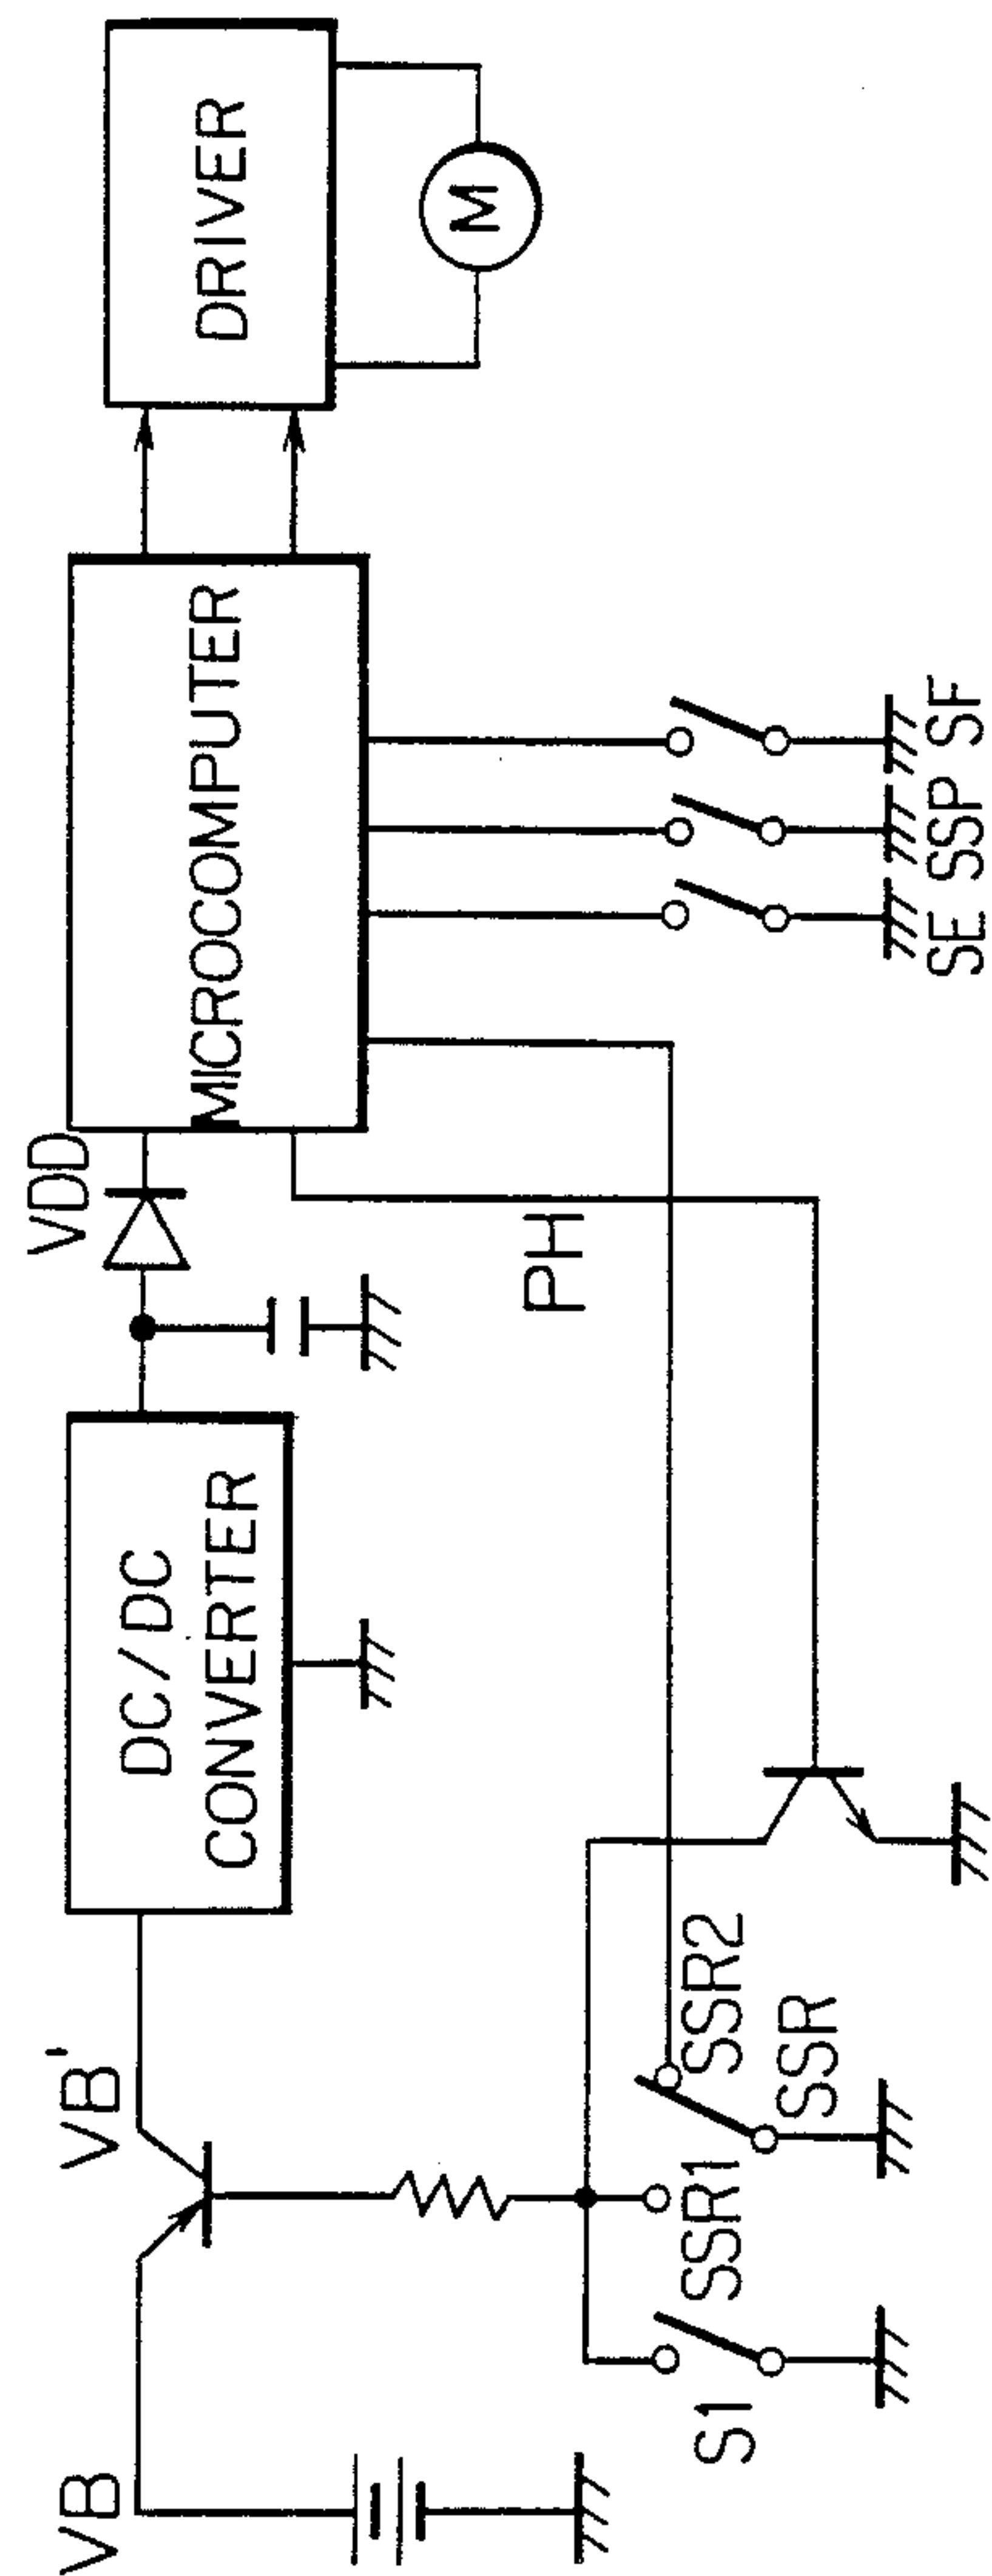 VB
VB'
DC/DC
CONVERTER
VDD
MICROCOMPUTER
DRIVER
M
PH
S1
SSR1
SSR2
SSR
SE SSP SF